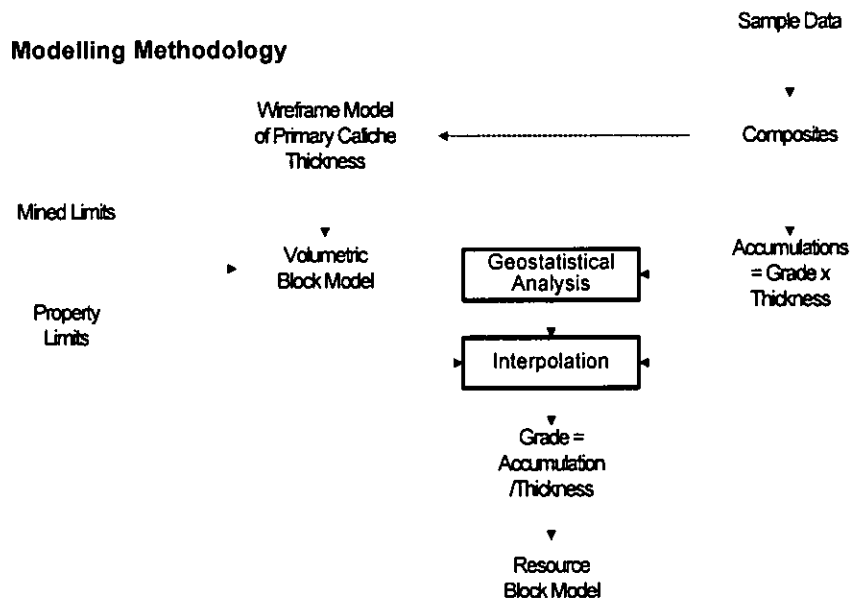 Sample Data
Modelling Methodology
Wireframe Model
of Primary Caliche
Thickness
Composites
Mined Limits
Volumetric
Block Model
Geostatistical
Analysis
Accumulations
= Grade x
Thickness
Property
Limits
Interpolation
Grade =
Accumulation
/Thickness
Resource
Block Model